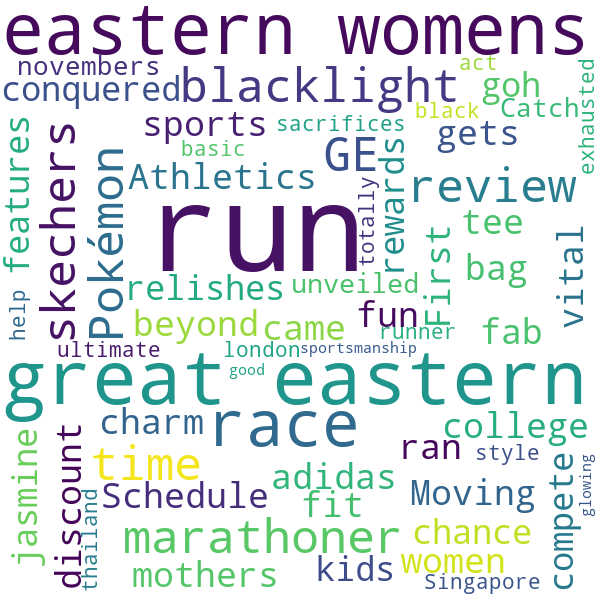 eastern womens
novembers
act
conquered
blacklight
goh
Catch
exhausted
black
sports
sacrifices
gets
features
basic
GE
skechers
Pokémon
Athletics
rewards
review
run
totally
tee
First
bag
vital
relishes
unveiled
help
beyond
came
fun
runner
fab
ultimate
london
sportsmanship
good
great eastern
charm
race
college
jasmine
discount
time
ran
style
compete
glowing
adidas
Schedule
fit
Moving
thailand
marathoner
chance
mothers
kids
women
Singapore